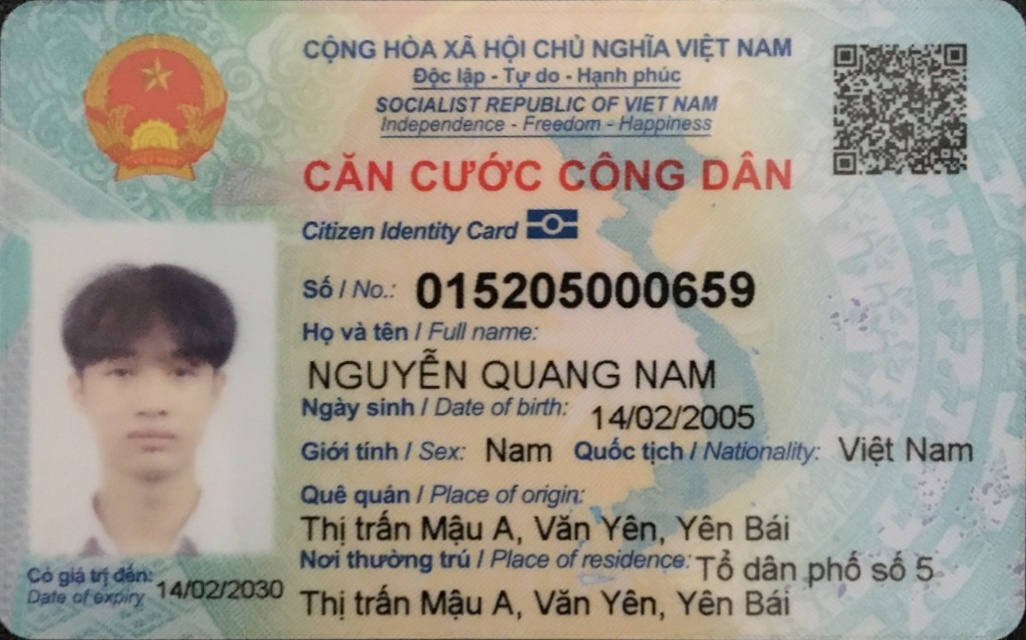 CỘNG HÒA XÃ HỘI CHỦ NGHĨA VIỆT NAM
Độc lập - Tự do - Hạnh phúc
SOCIALIST REPUBLIC OF VIET NAM
Independence - Freedom - Happiness
CĂN CƯỚC CÔNG DÂN
Citizen Identity Card
Số / No.: 015205000659
Họ và tên / Full name:
NGUYỄN QUANG NAM
Ngày sinh / Date of birth: 14/02/2005
Giới tính / Sex: Nam Quốc tịch / Nationality: Việt Nam
Quê quán / Place of origin:
Thị trấn Mậu A, Văn Yên, Yên Bái
Nơi thường trú / Place of residence: Tổ dân phố số 5
Thị trấn Mậu A, Văn Yên, Yên Bái
Có giá trị đến: 14/02/2030
Date of expiry